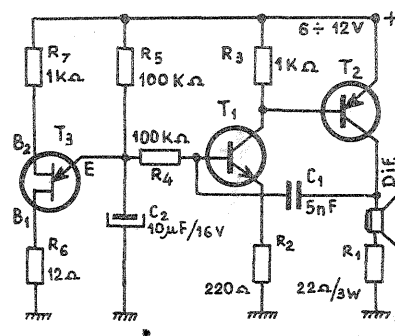 6÷12V
+
R7
1KΩ
R5
100KΩ
R3
1KΩ
T2
T1
T3
B2
E
B1
100KΩ
R4
C1
5nF
Dif.
C2
10µF/16V
R6
12Ω
R2
220Ω
R1
22Ω/3W